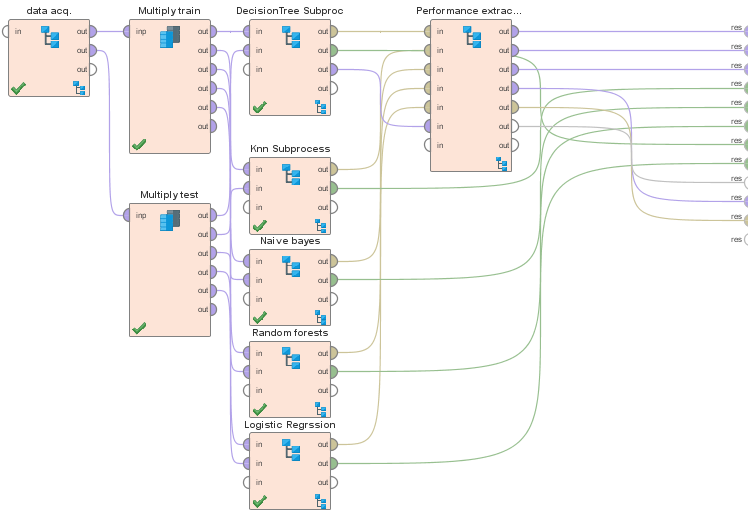 data acq.
in
out
out
out
Multiply train
inp
out
out
out
out
out
out
Multiply test
inp
out
out
out
out
out
out
DecisionTree Subproc
in
out
in
out
in
out
out
Knn Subprocess
in
out
in
out
in
out
Naive bayes
in
out
in
out
in
out
Random forests
in
out
in
out
in
out
Logistic Regrssion
in
out
in
out
in
out
Performance extrac...
in
out
in
out
in
out
in
out
in
out
in
out
in
out
res
res
res
res
res
res
res
res
res
res
res
res